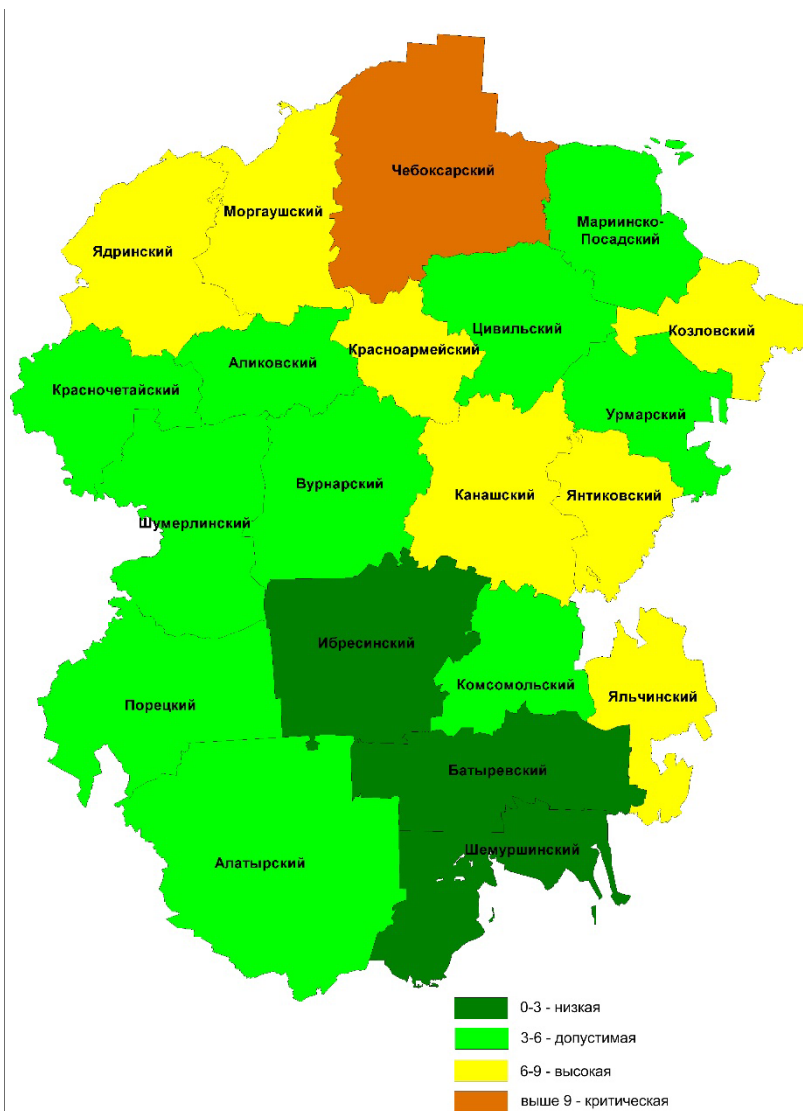 Чебоксарский
Моргаушский
Мариинско-
Посадский
Ядринский
Цивильский
Козловский
Красноармейский
Аликовский
Красночетайский
Урмарский
Вурнарский
Канашский
Янтиковский
Шумерлинский
Ибресинский
Комсомольский
Яльчинский
Порецкий
Батыревский
Шемуршинский
Алатырский
0-3 - низкая
3-6 - допустимая
6-9 - высокая
выше 9 - критическая